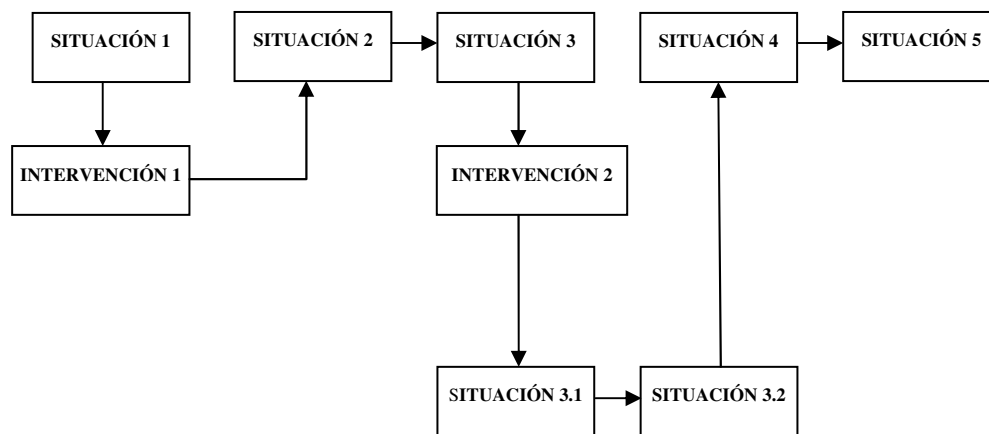 SITUACIÓN 1
SITUACIÓN 2
SITUACIÓN 3
SITUACIÓN 4
SITUACIÓN 5
INTERVENCIÓN 1
INTERVENCIÓN 2
SITUACIÓN 3.1
SITUACIÓN 3.2